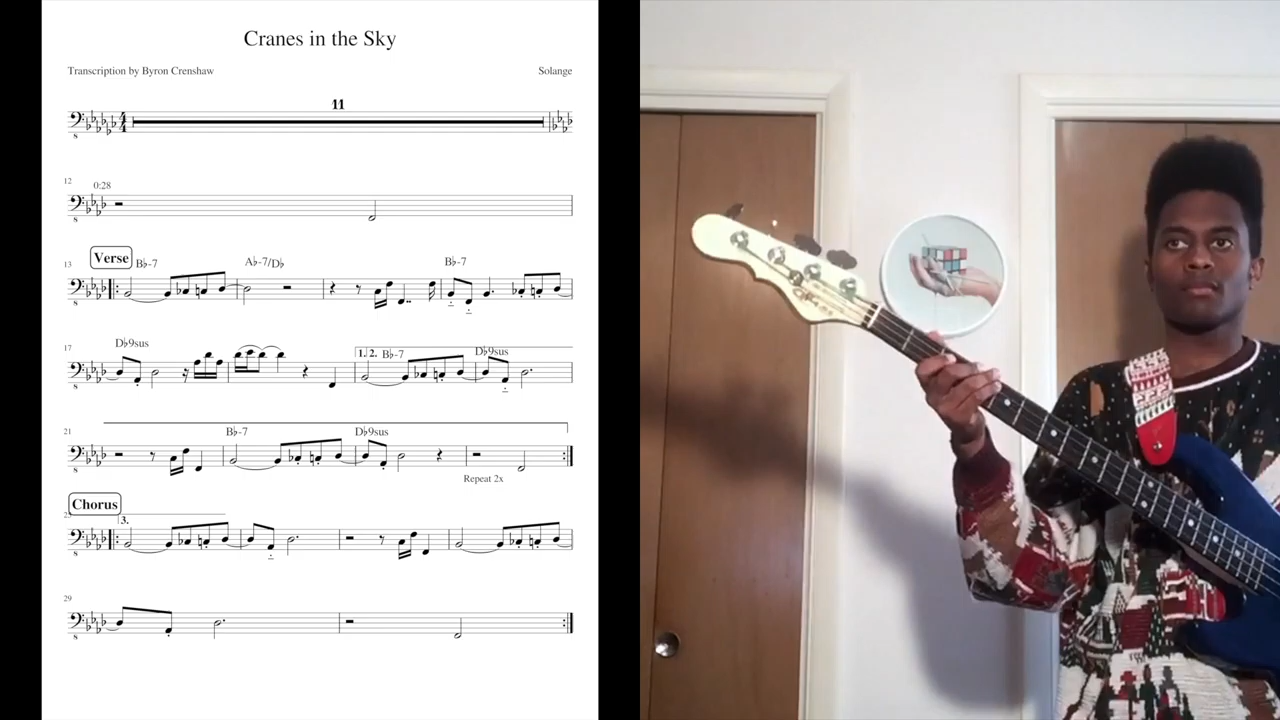 Cranes in the Sky
Transcription by Byron Crenshaw
Solange
11
12
0:28
Verse
13
B♭-7
A♭-7/D♭
B♭-7
17
D♭9sus
1. 2.
B♭-7
D♭9sus
21
B♭-7
D♭9sus
Repeat 2x
Chorus
3.
29